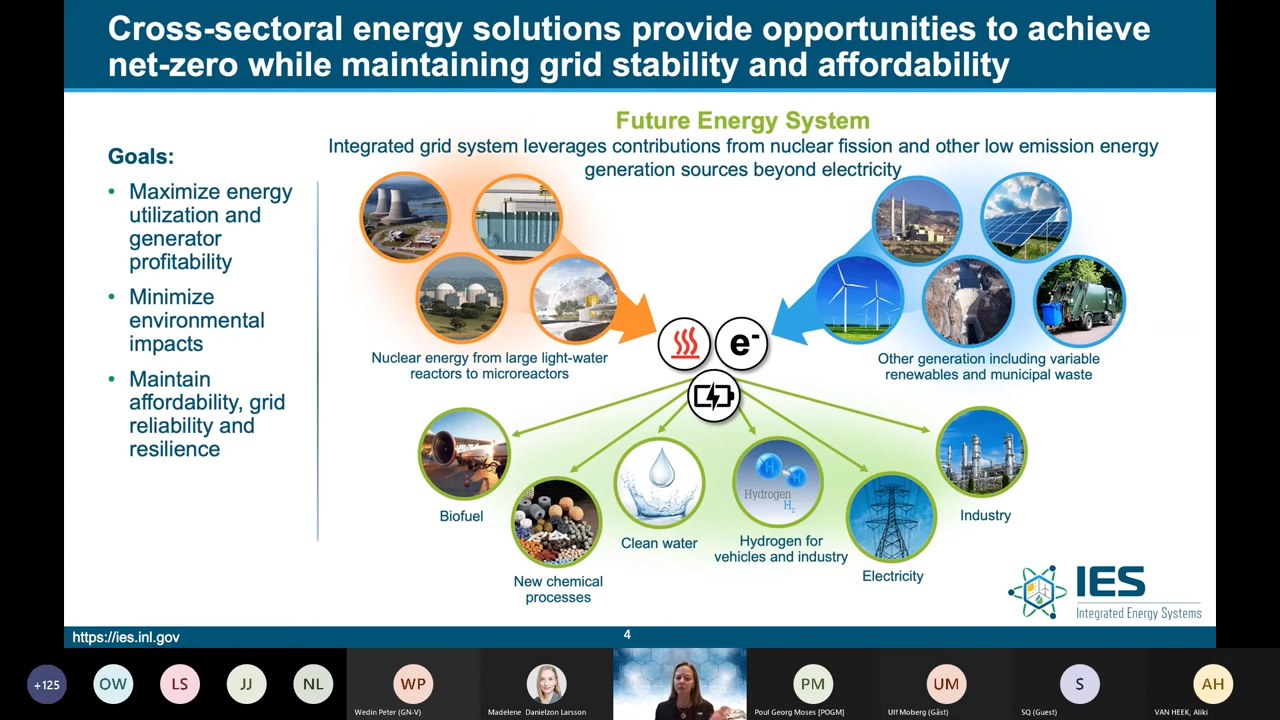 Cross-sectoral energy solutions provide opportunities to achieve
net-zero while maintaining grid stability and affordability
Future Energy System
Integrated grid system leverages contributions from nuclear fission and other low emission energy
generation sources beyond electricity
Goals:
• Maximize energy
utilization and
generator
profitability
• Minimize
environmental
impacts
• Maintain
affordability, grid
reliability and
resilience
e-
Nuclear energy from large light-water
reactors to microreactors
Other generation including variable
renewables and municipal waste
Biofuel
New chemical
processes
Clean water
H H
Hydrogen
H₂
Hydrogen for
vehicles and industry
Electricity
Industry
IES
Integrated Energy Systems
https://ies.inl.gov
4
+125
OW
LS
JJ
NL
WP
PM
UM
S
AH
Wedin Peter (GN-V)
Madelene Danielzon Larsson
Poul Georg Moses [POGM]
Ulf Moberg (Gäst)
SQ (Guest)
VAN HEEK, Aliki